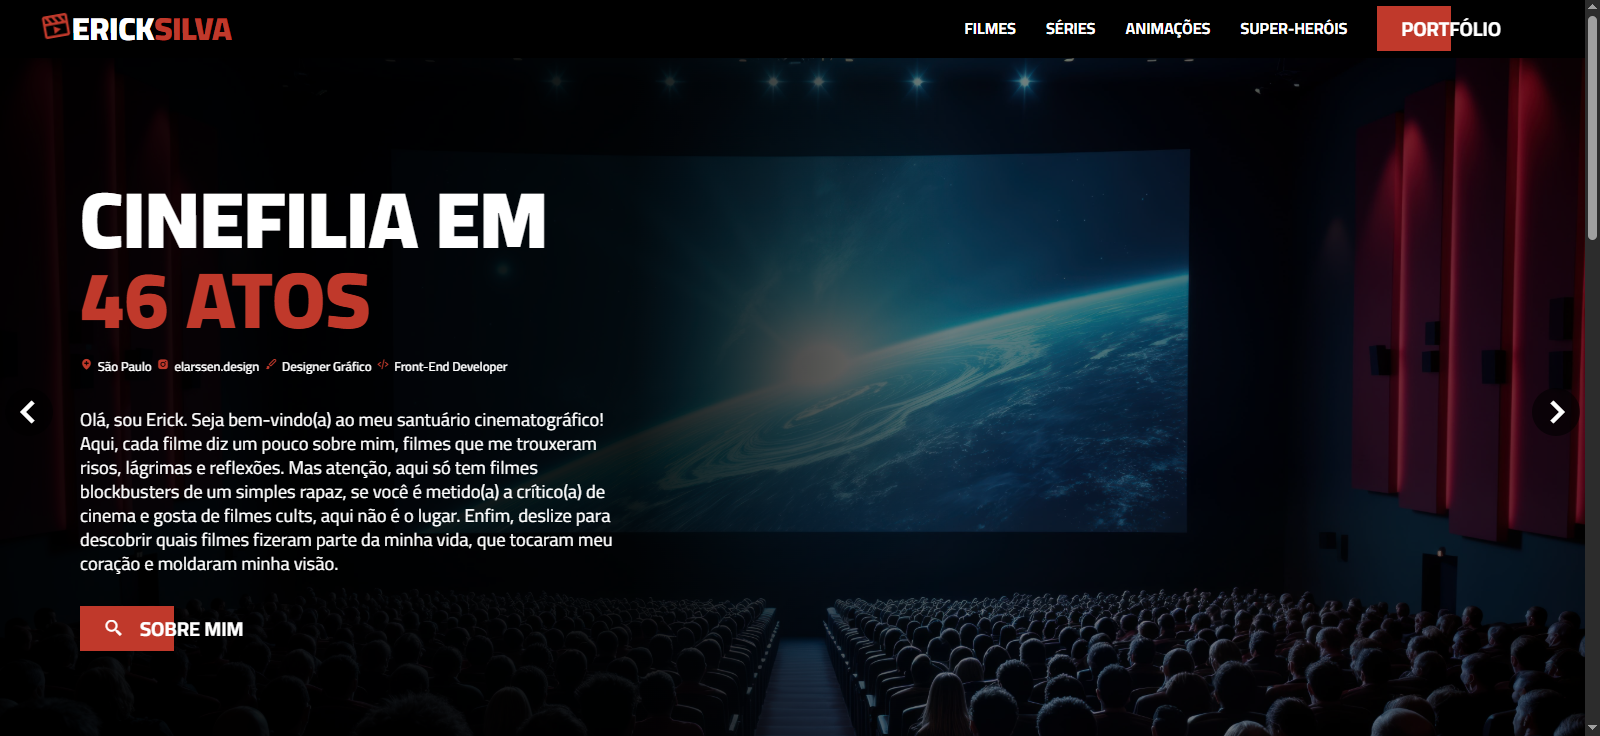 ERICKSILVA
FILMES SÉRIES ANIMAÇÕES SUPER-HERÓIS PORTFÓLIO
CINEFILIA EM
46 ATOS
São Paulo elarssen.design Designer Gráfico Front-End Developer
Olá, sou Erick. Seja bem-vindo(a) ao meu santuário cinematográfico!
Aqui, cada filme diz um pouco sobre mim, filmes que me trouxeram
risos, lágrimas e reflexões. Mas atenção, aqui só tem filmes
blockbusters de um simples rapaz, se você é metido(a) a crítico(a) de
cinema e gosta de filmes cults, aqui não é o lugar. Enfim, deslize para
descobrir quais filmes fizeram parte da minha vida, que tocaram meu
coração e moldaram minha visão.
SOBRE MIM